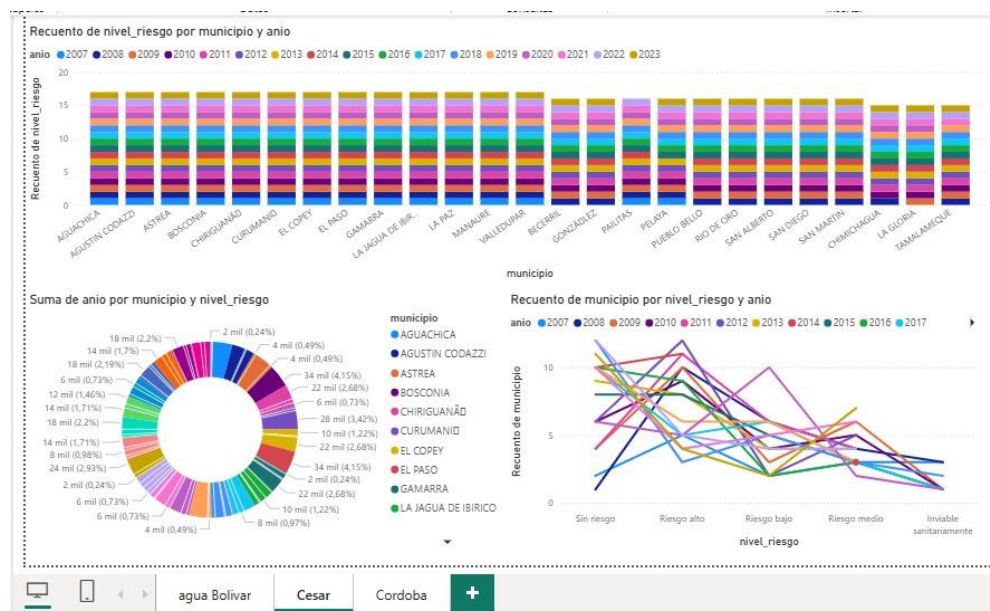 Recuento de nivel_riesgo por municipio y anio
anio 2007 2008 2009 2010 2011 2012 2013 2014 2015 2016 2017 2018 2019 2020 2021 2022 2023
Recuento de nivel_riesgo
20
15
10
5
0
AGUACHICA
AGUSTIN CODAZZI
ASTREA
BOSCONIA
CHIRIGUANÃ▯
CURUMANI▯
EL COPEY
EL PASO
GAMARRA
LA JAGUA DE IBIR...
LA PAZ
MANAURE
VALLEDUPAR
BECERRIL
PAILITAS
PELAYA
PUEBLO BELLO
RIO DE ORO
SAN ALBERTO
SAN DIEGO
SAN MARTIN
CHIMICHAGUA
LA GLORIA
TAMALAMEQUE
municipio
Suma de anio por municipio y nivel_riesgo
2 mil (0,24%)
4 mil (0,49%)
4 mil (0,49%)
34 mil (4,15%)
22 mil (2,68%)
6 mil (0,73%)
28 mil (3,42%)
10 mil (1,22%)
22 mil (2,68%)
34 mil (4,15%)
2 mil (0,24%)
22 mil (2,68%)
10 mil (1,22%)
8 mil (0,97%)
4 mil (0,49%)
6 mil (0,73%)
6 mil (0,73%)
2 mil (0,24%)
24 mil (2,93%)
8 mil (0,98%)
14 mil (1,71%)
18 mil (2,2%)
14 mil (1,71%)
12 mil (1,46%)
6 mil (0,73%)
18 mil (2,19%)
14 mil (1,7%)
18 mil (2,2%)
municipio
AGUACHICA
AGUSTIN CODAZZI
ASTREA
BOSCONIA
CHIRIGUANÃ▯
CURUMANI▯
EL COPEY
EL PASO
GAMARRA
LA JAGUA DE IBIRICO
Recuento de municipio por nivel_riesgo y anio
anio 2007 2008 2009 2010 2011 2012 2013 2014 2015 2016 2017
Recuento de municipio
10
5
0
Sin riesgo
Riesgo alto
Riesgo bajo
Riesgo medio
Inviable
sanitariamente
nivel_riesgo
agua Bolivar
Cesar
Cordoba